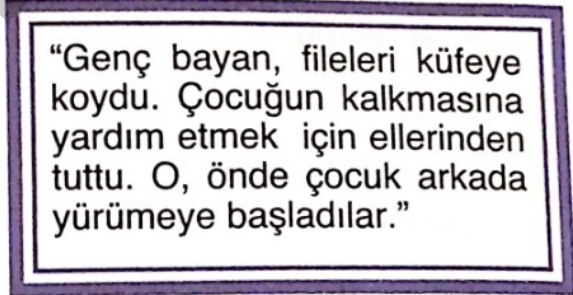 “Genç bayan, fileleri küfeye
koydu. Çocuğun kalkmasına
yardım etmek için ellerinden
tuttu. O, önde çocuk arkada
yürümeye başladılar.”